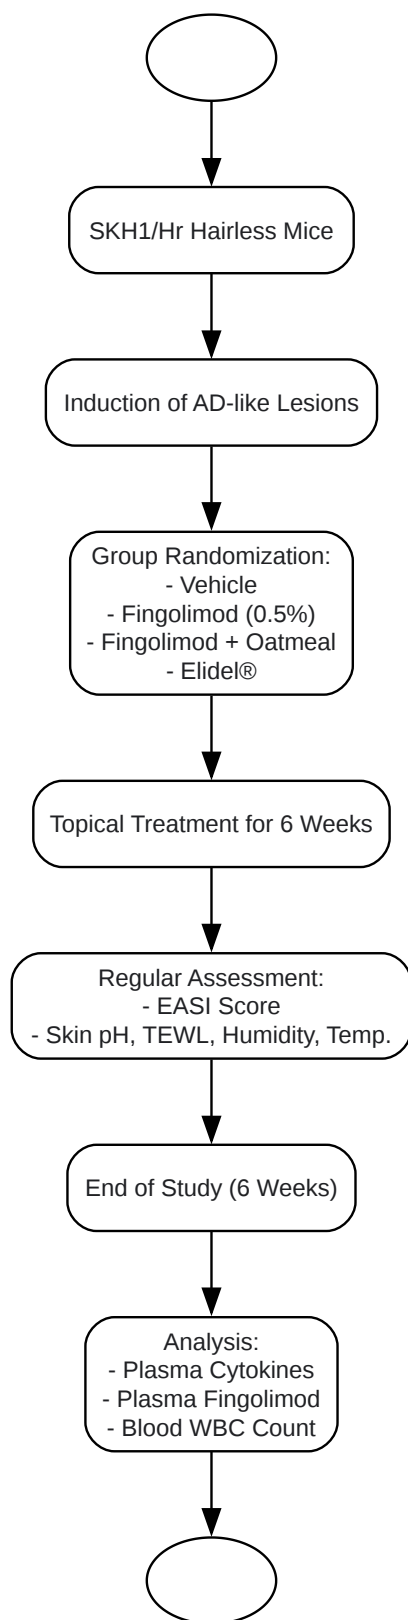 SKH1/Hr Hairless Mice
Induction of AD-like Lesions
Group Randomization:
- Vehicle
- Fingolimod (0.5%)
- Fingolimod + Oatmeal
- Elidel®
Topical Treatment for 6 Weeks
Regular Assessment:
- EASI Score
- Skin pH, TEWL, Humidity, Temp.
End of Study (6 Weeks)
Analysis:
- Plasma Cytokines
- Plasma Fingolimod
- Blood WBC Count